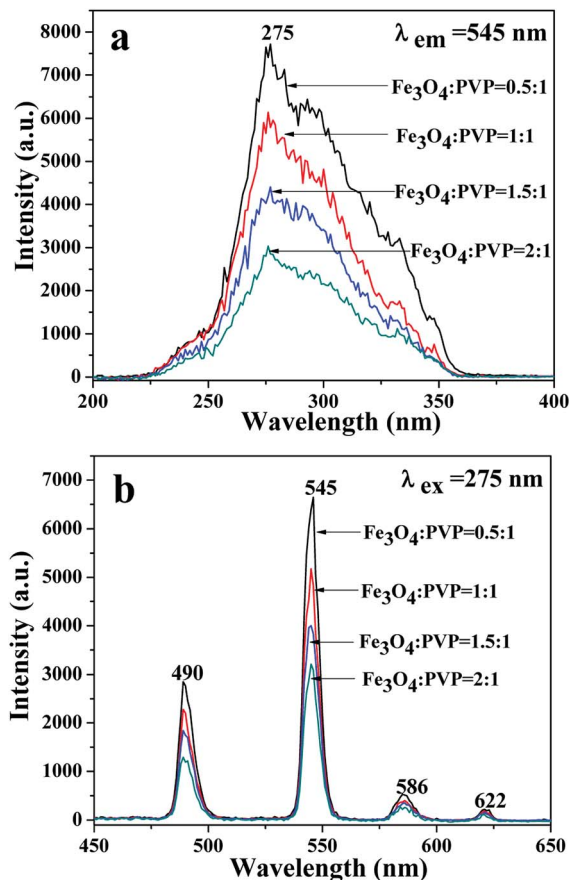 a
275
λ em =545 nm
Fe3O4:PVP=0.5:1
Fe3O4:PVP=1:1
Fe3O4:PVP=1.5:1
Fe3O4:PVP=2:1
Intensity (a.u.)
8000
7000
6000
5000
4000
3000
2000
1000
0
200 250 300 350 400
Wavelength (nm)
b
545
λ ex =275 nm
Fe3O4:PVP=0.5:1
Fe3O4:PVP=1:1
Fe3O4:PVP=1.5:1
Fe3O4:PVP=2:1
490
586
622
Intensity (a.u.)
7000
6000
5000
4000
3000
2000
1000
0
450 500 550 600 650
Wavelength (nm)